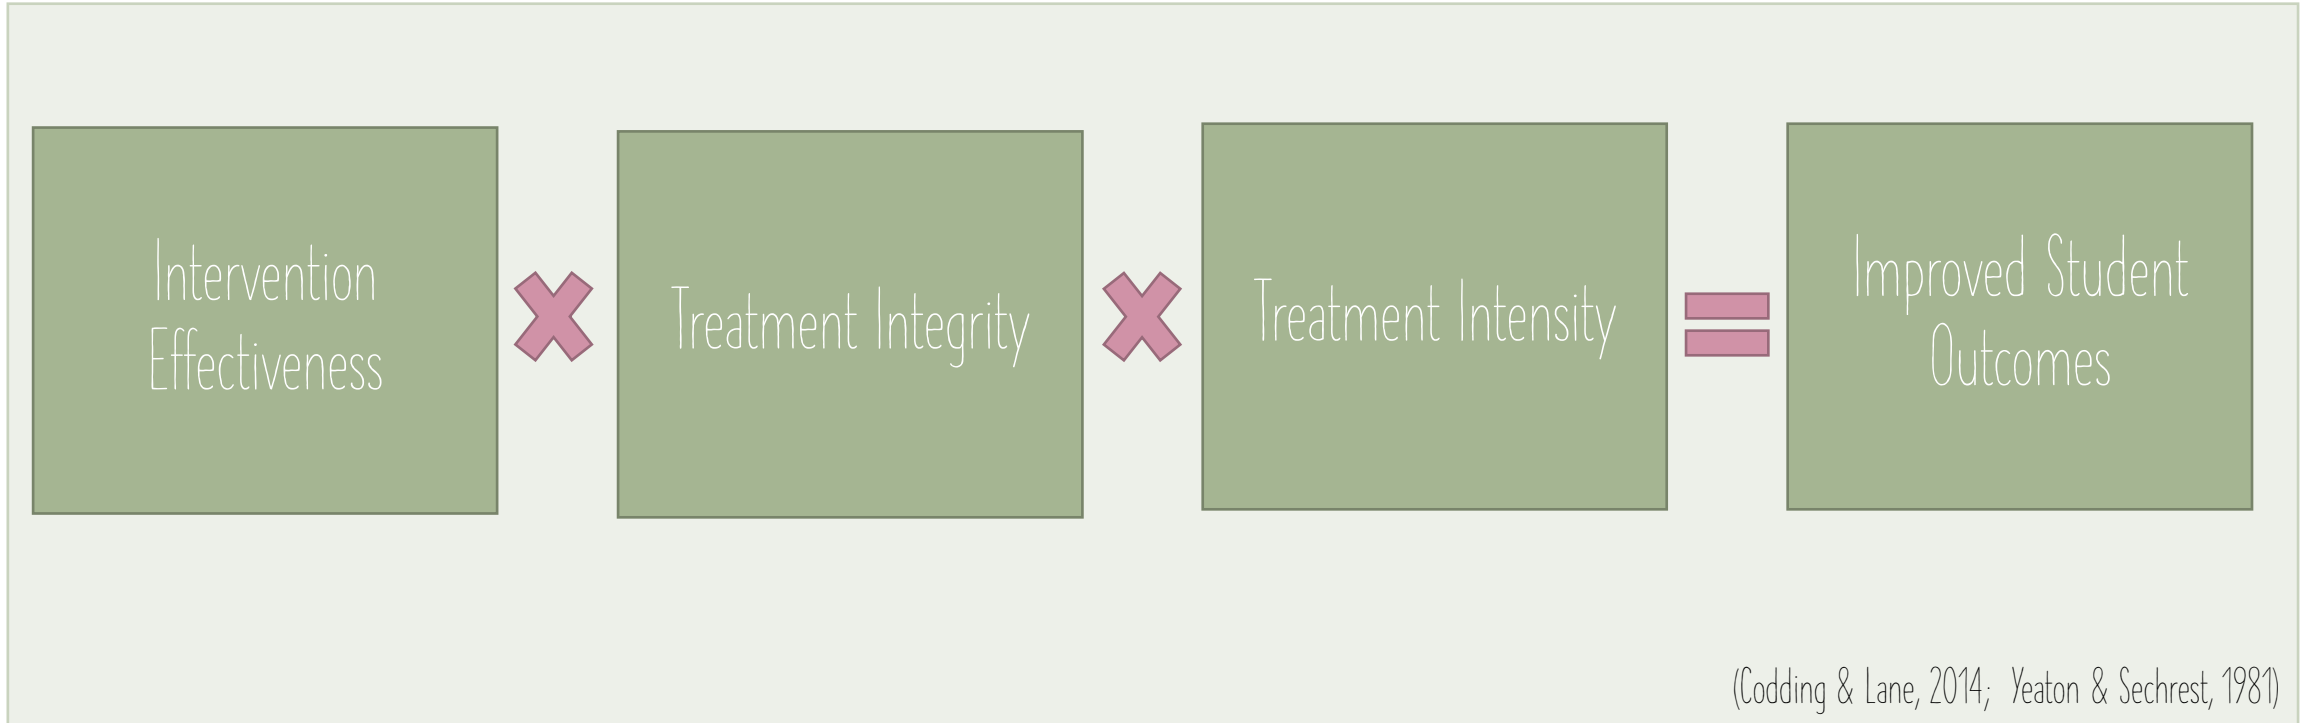 Intervention
Effectiveness
Treatment Integrity
Treatment Intensity
Improved Student
Outcomes
(Codding & Lane, 2014; Yeaton & Sechrest, 1981)